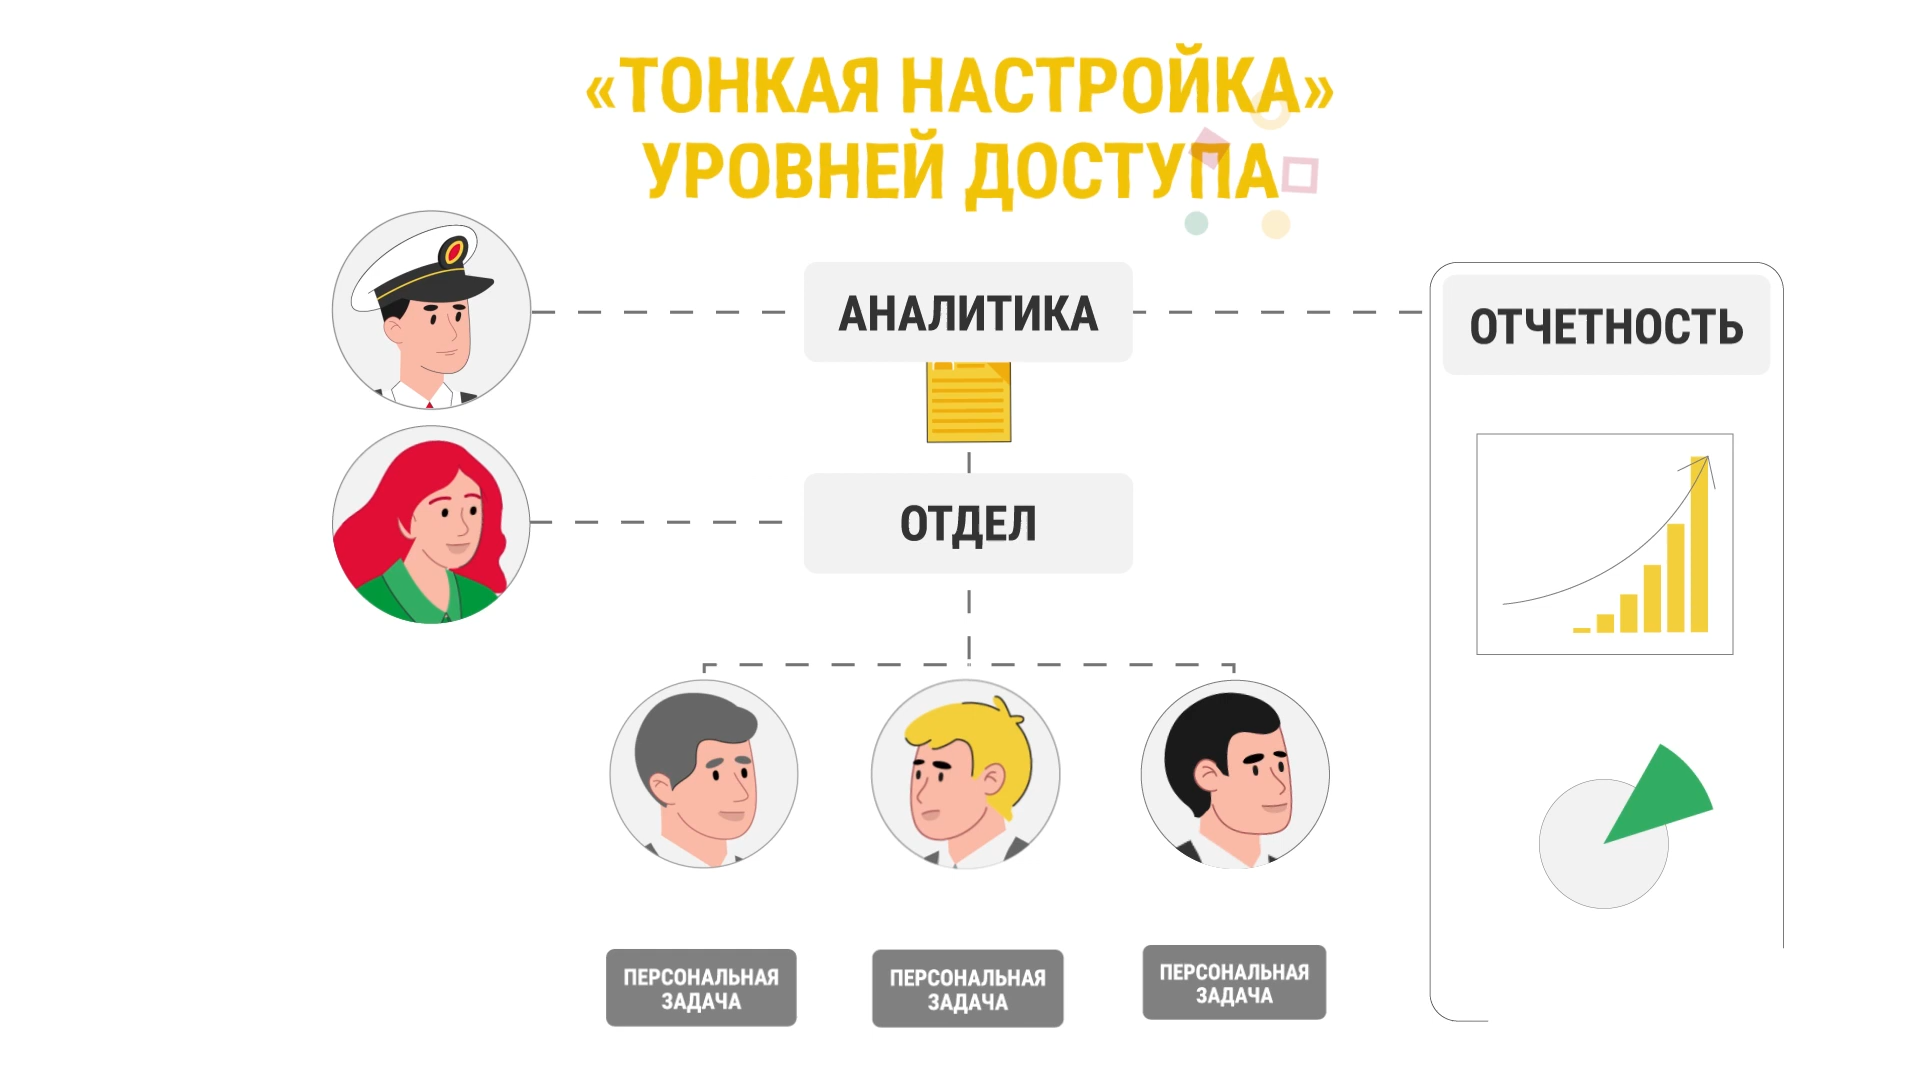 «ТОНКАЯ НАСТРОЙКА»
УРОВНЕЙ ДОСТУПА
АНАЛИТИКА
ОТЧЕТНОСТЬ
ОТДЕЛ
ПЕРСОНАЛЬНАЯ
ЗАДАЧА
ПЕРСОНАЛЬНАЯ
ЗАДАЧА
ПЕРСОНАЛЬНАЯ
ЗАДАЧА